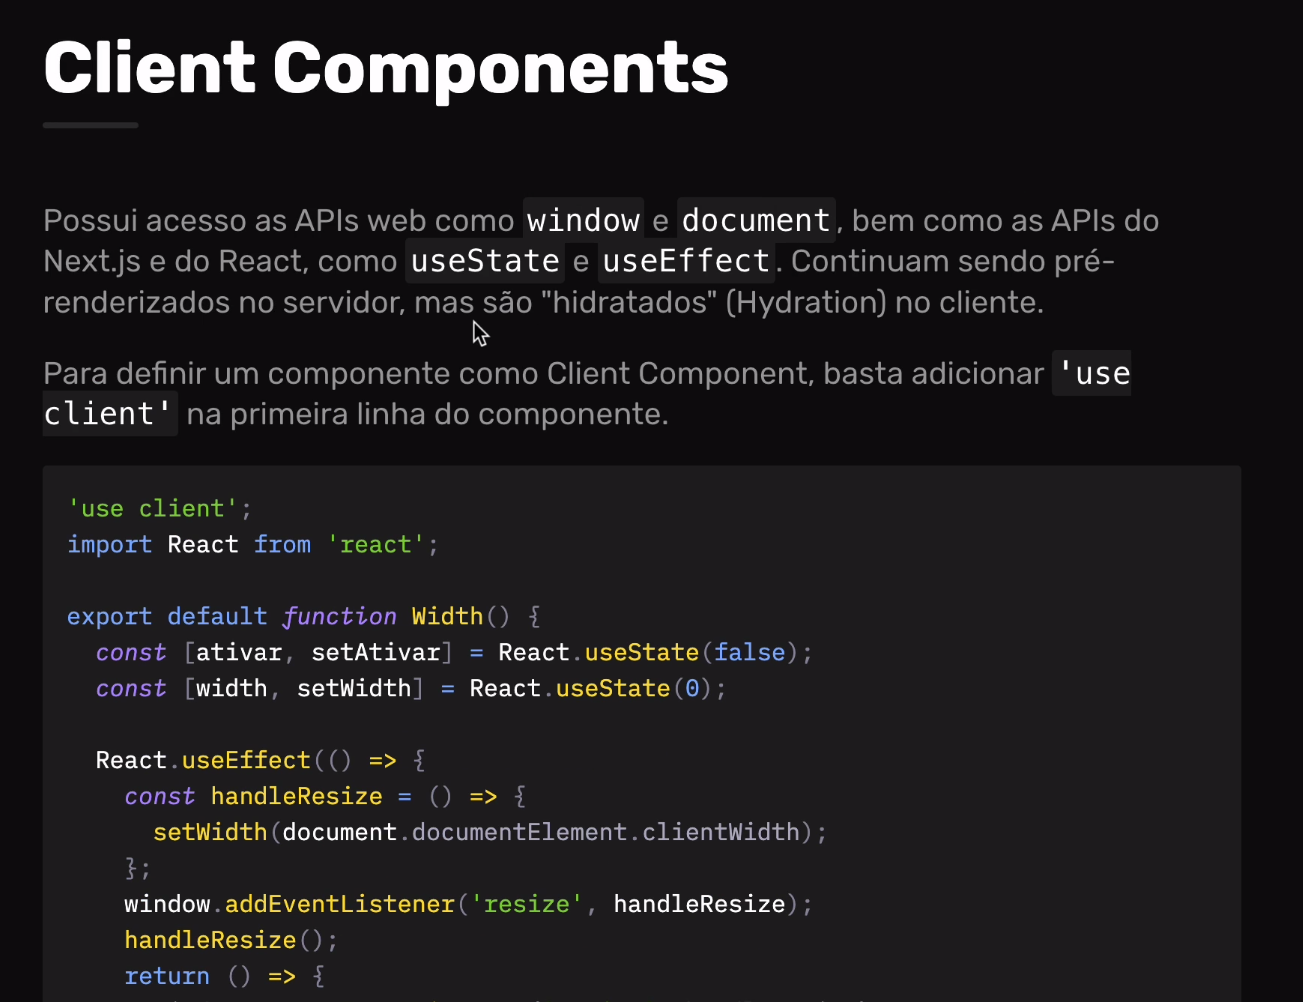 Client Components
Possui acesso as APIs web como window e document, bem como as APIs do
Next.js e do React, como useState e useEffect. Continuam sendo pré-
renderizados no servidor, mas são "hidratados" (Hydration) no cliente.
Para definir um componente como Client Component, basta adicionar 'use
client' na primeira linha do componente.
'use client';
import React from 'react';
export default function Width() {
const [ativar, setAtivar] = React.useState(false);
const [width, setWidth] = React.useState(0);
React.useEffect(() => {
const handleResize = () => {
setWidth(document.documentElement.clientWidth);
};
window.addEventListener('resize', handleResize);
handleResize();
return () => {